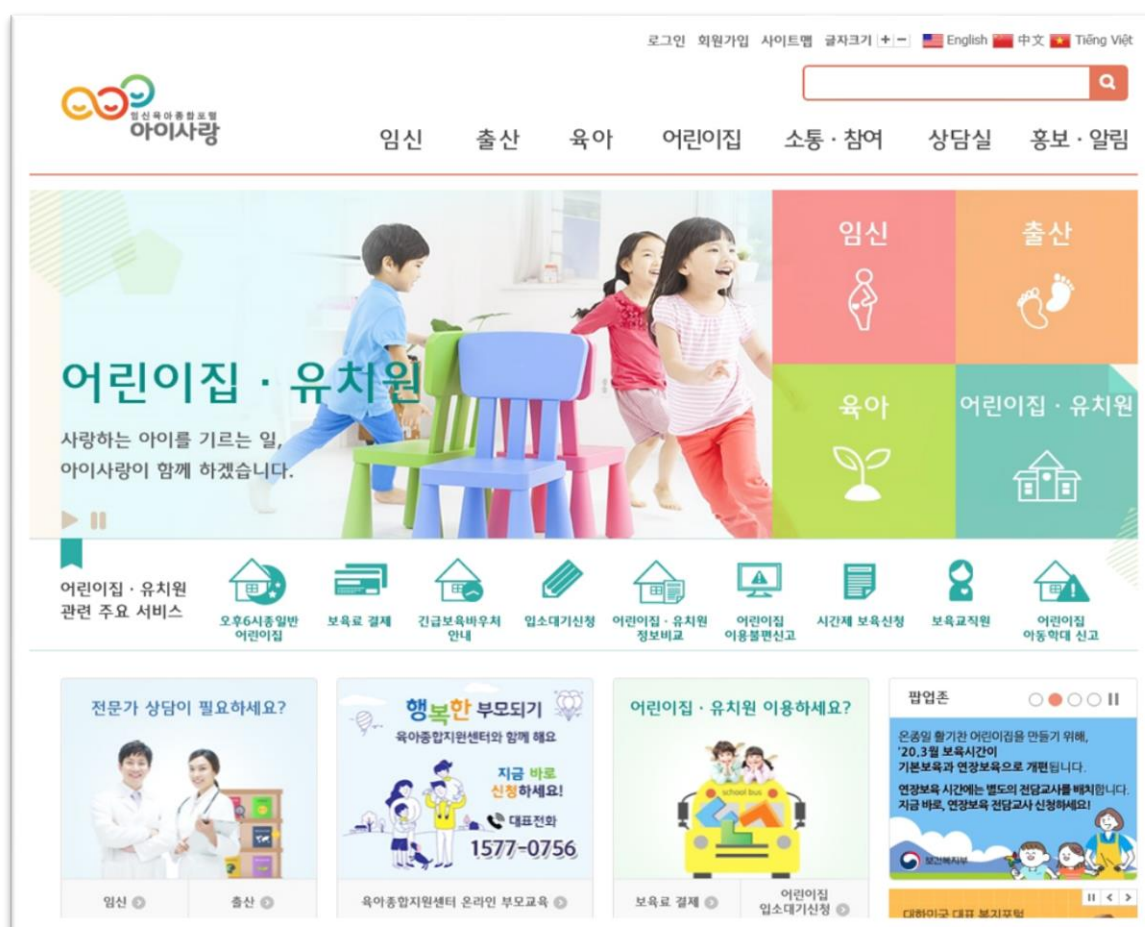 로그인 회원가입 사이트맵 글자크기 + − English 中文 Tiếng Việt
임신육아종합포털
아이사랑
임신 출산 육아 어린이집 소통 · 참여 상담실 홍보 · 알림
어린이집 · 유치원
사랑하는 아이를 기르는 일,
아이사랑이 함께 하겠습니다.
임신 출산
육아 어린이집 · 유치원
어린이집 · 유치원
관련 주요 서비스
오후6시종일반
어린이집
보육료 결제
긴급보육바우처
안내
입소대기신청
어린이집 · 유치원
정보비교
어린이집
이용불편신고
시간제 보육신청
보육교직원
어린이집
아동학대 신고
전문가 상담이 필요하세요?
임신 출산
행복한 부모되기
육아종합지원센터와 함께 해요
지금 바로
신청하세요!
대표전화
1577-0756
육아종합지원센터 온라인 부모교육
어린이집 · 유치원 이용하세요?
school bus
보육료 결제
어린이집
입소대기신청
팝업존
온종일 활기찬 어린이집을 만들기 위해,
'20.3월 보육시간이
기본보육과 연장보육으로 개편됩니다.
연장보육 시간에는 별도의 전담교사를 배치합니다.
지금 바로, 연장보육 전담교사 신청하세요!
보건복지부
대한민국 대표 복지포털